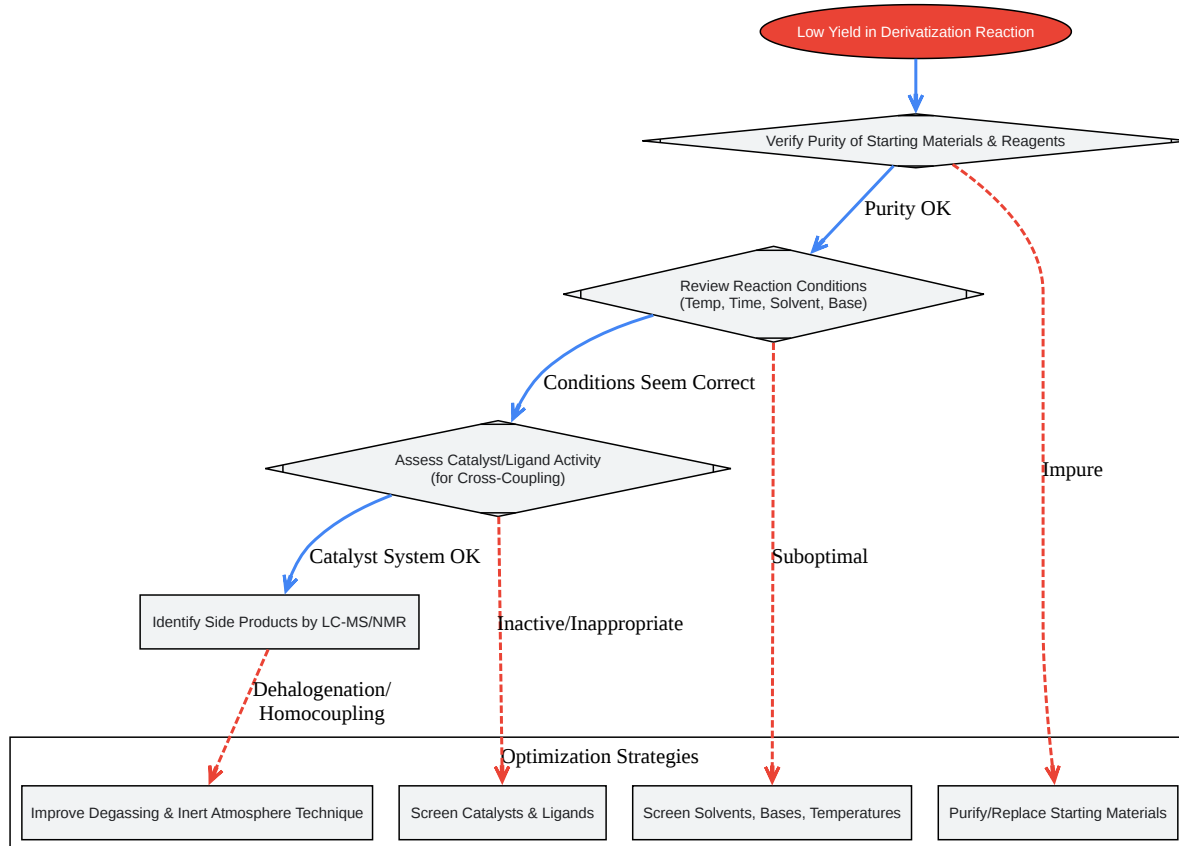 Low Yield in Derivatization Reaction
Verify Purity of Starting Materials & Reagents
Purity OK
Review Reaction Conditions
(Temp, Time, Solvent, Base)
Conditions Seem Correct
Assess Catalyst/Ligand Activity
(for Cross-Coupling)
Impure
Catalyst System OK
Suboptimal
Identify Side Products by LC-MS/NMR
Inactive/Inappropriate
Dehalogenation/
Homocoupling
Optimization Strategies
Improve Degassing & Inert Atmosphere Technique
Screen Catalysts & Ligands
Screen Solvents, Bases, Temperatures
Purify/Replace Starting Materials